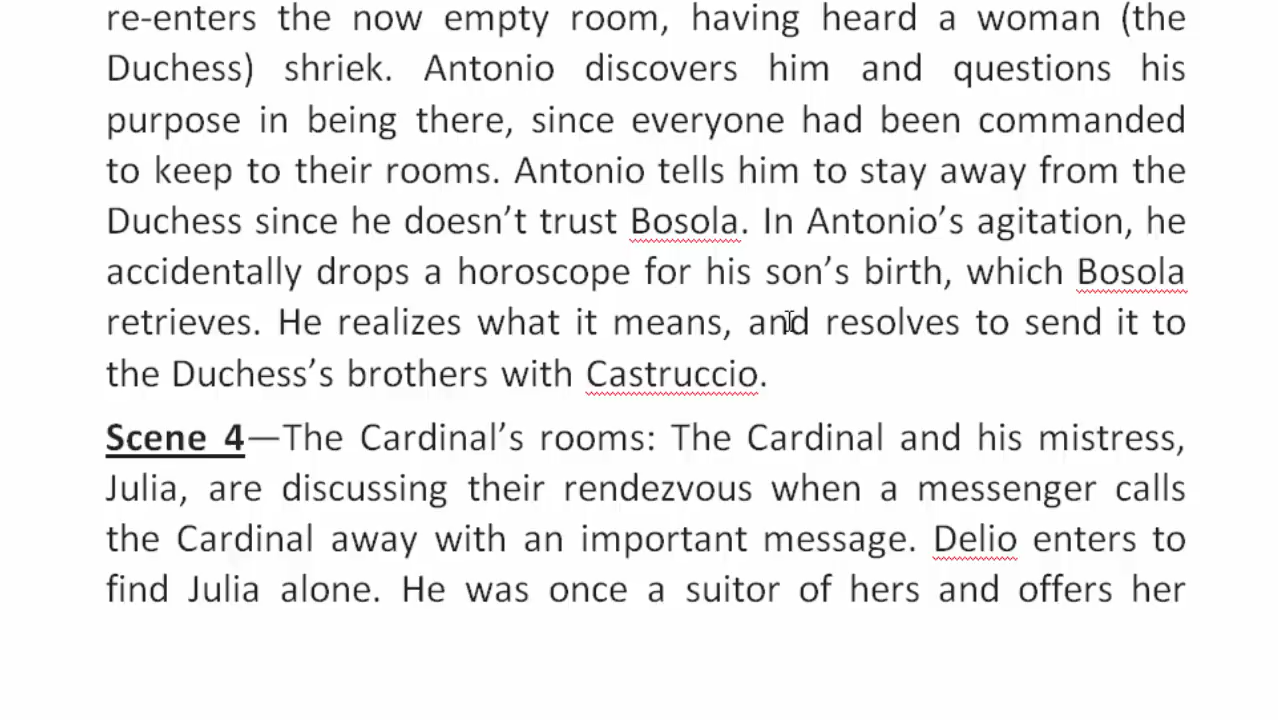 re-enters the now empty room, having heard a woman (the
Duchess) shriek. Antonio discovers him and questions his
purpose in being there, since everyone had been commanded
to keep to their rooms. Antonio tells him to stay away from the
Duchess since he doesn’t trust Bosola. In Antonio’s agitation, he
accidentally drops a horoscope for his son’s birth, which Bosola
retrieves. He realizes what it means, and resolves to send it to
the Duchess’s brothers with Castruccio.
Scene 4—The Cardinal’s rooms: The Cardinal and his mistress,
Julia, are discussing their rendezvous when a messenger calls
the Cardinal away with an important message. Delio enters to
find Julia alone. He was once a suitor of hers and offers her